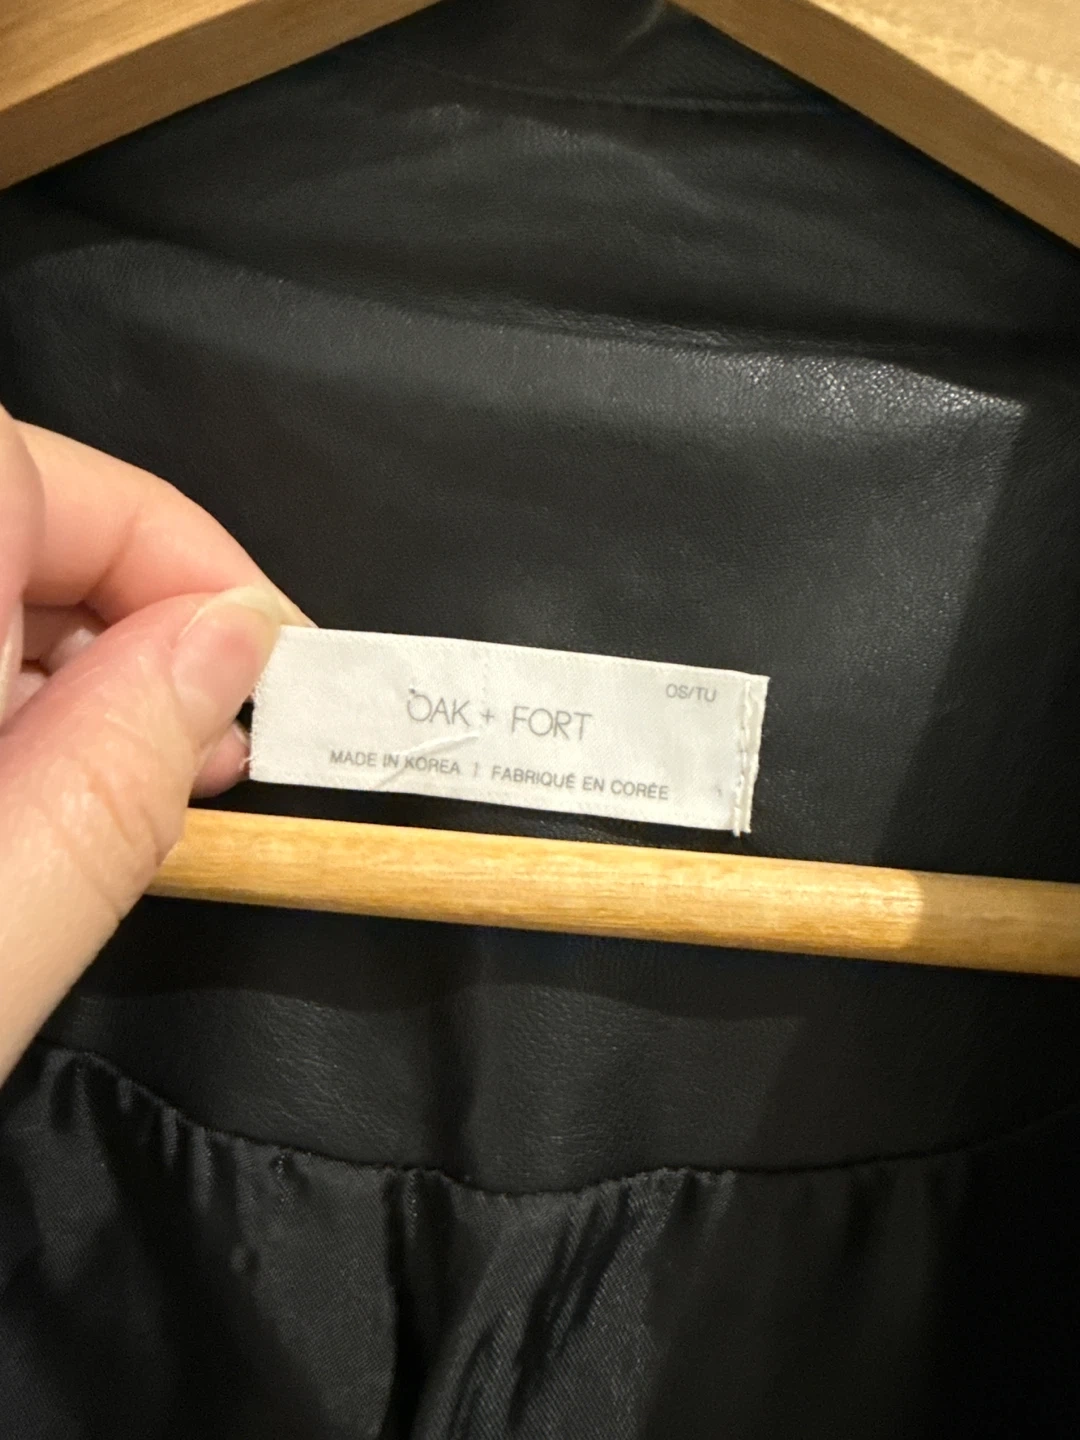 OS/TU
OAK + FORT
MADE IN KOREA | FABRIQUÉ EN CORÉE